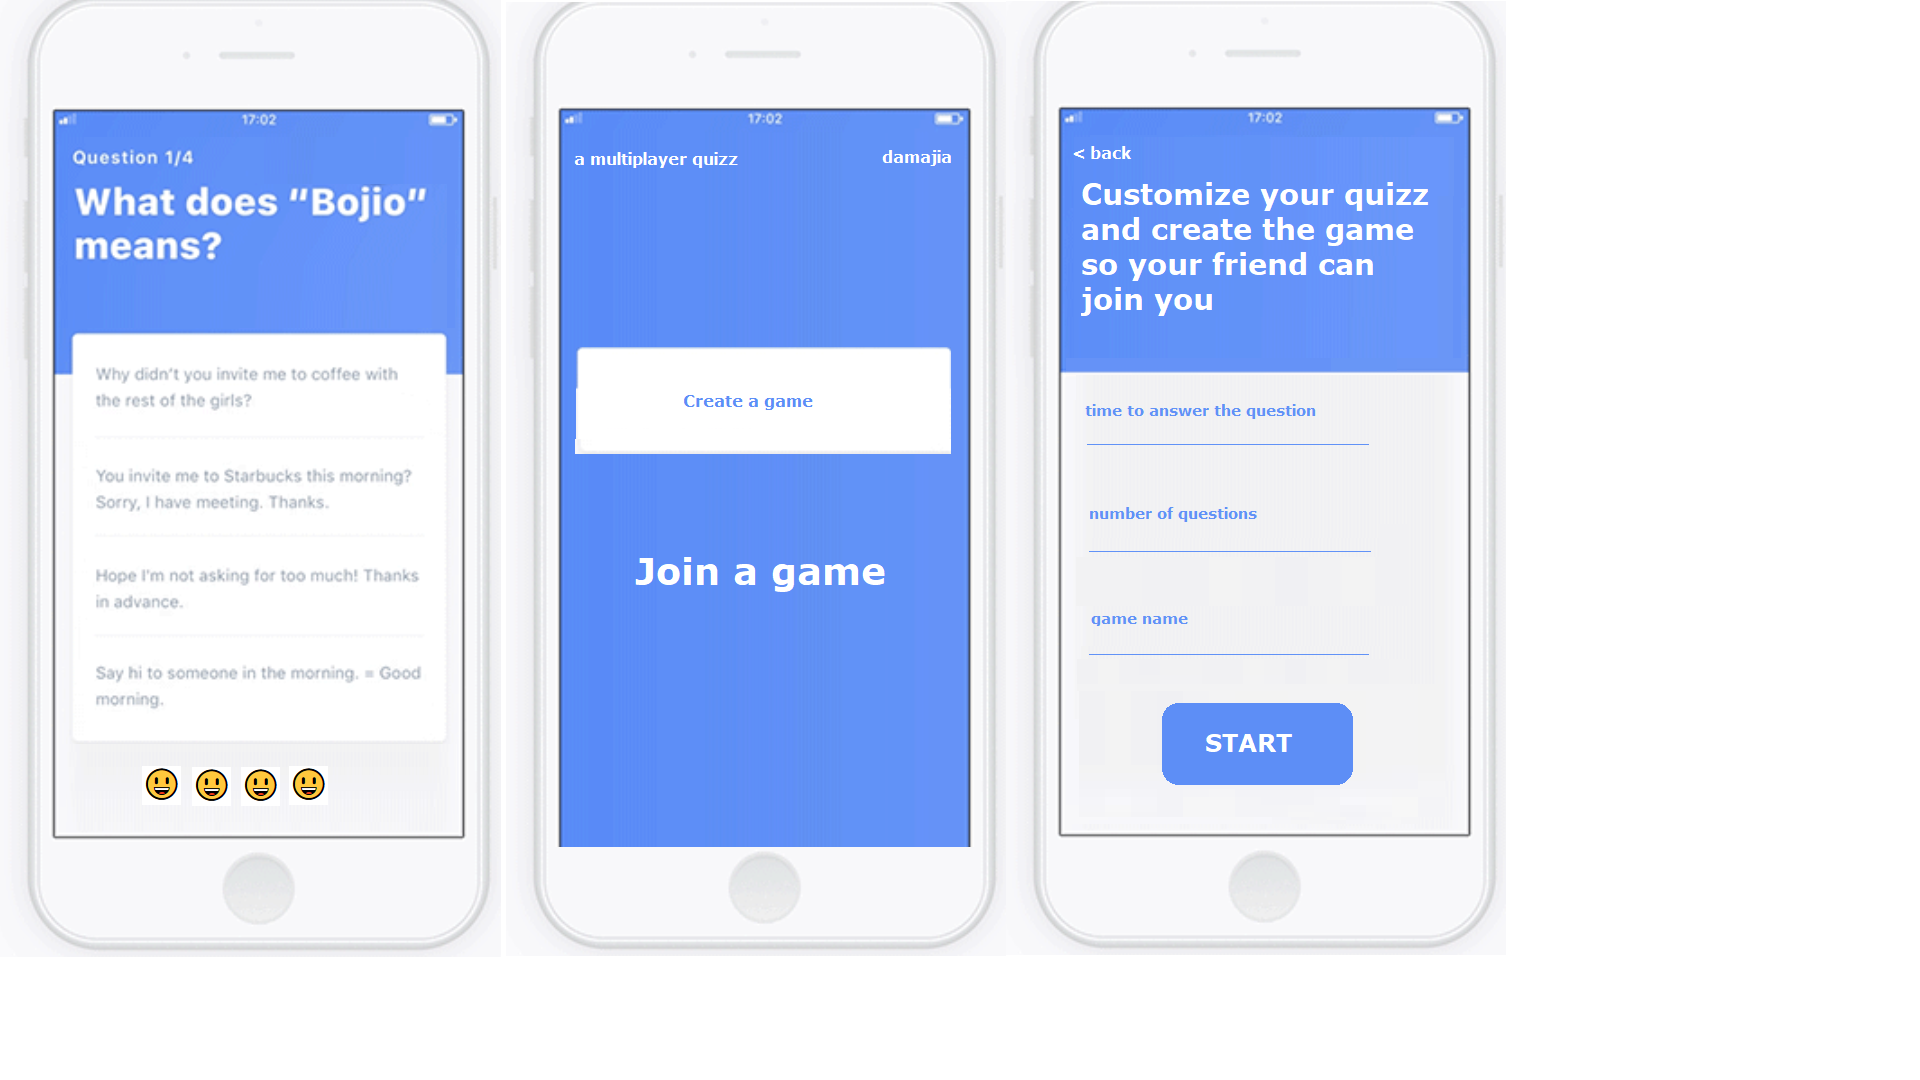 17:02
Question 1/4
What does “Bojio”
means?
Why didn’t you invite me to coffee with
the rest of the girls?
You invite me to Starbucks this morning?
Sorry, I have meeting. Thanks.
Hope I’m not asking for too much! Thanks
in advance.
Say hi to someone in the morning. = Good
morning.
17:02
a multiplayer quizz
damajia
Create a game
Join a game
17:02
< back
Customize your quizz
and create the game
so your friend can
join you
time to answer the question
number of questions
game name
START